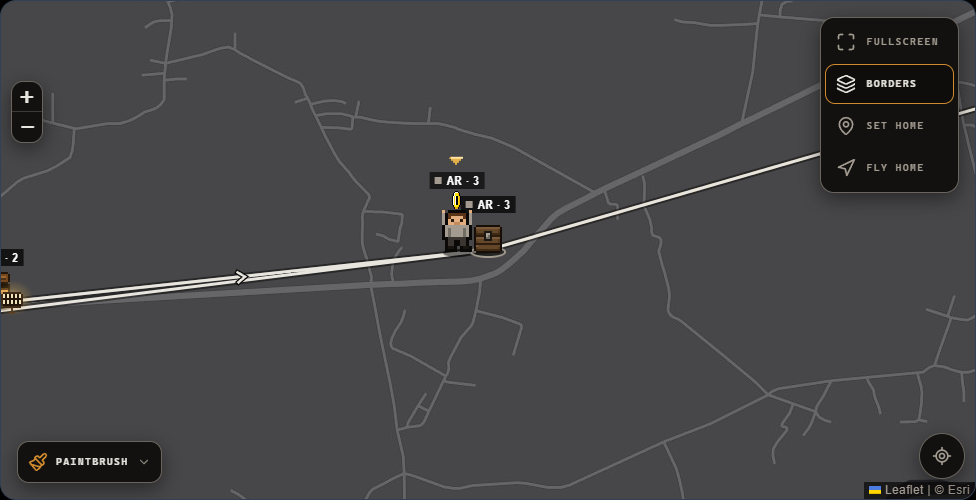 FULLSCREEN
BORDERS
SET HOME
FLY HOME
+
−
AR - 3
AR - 3
- 2
PAINTBRUSH
Leaflet | © Esri